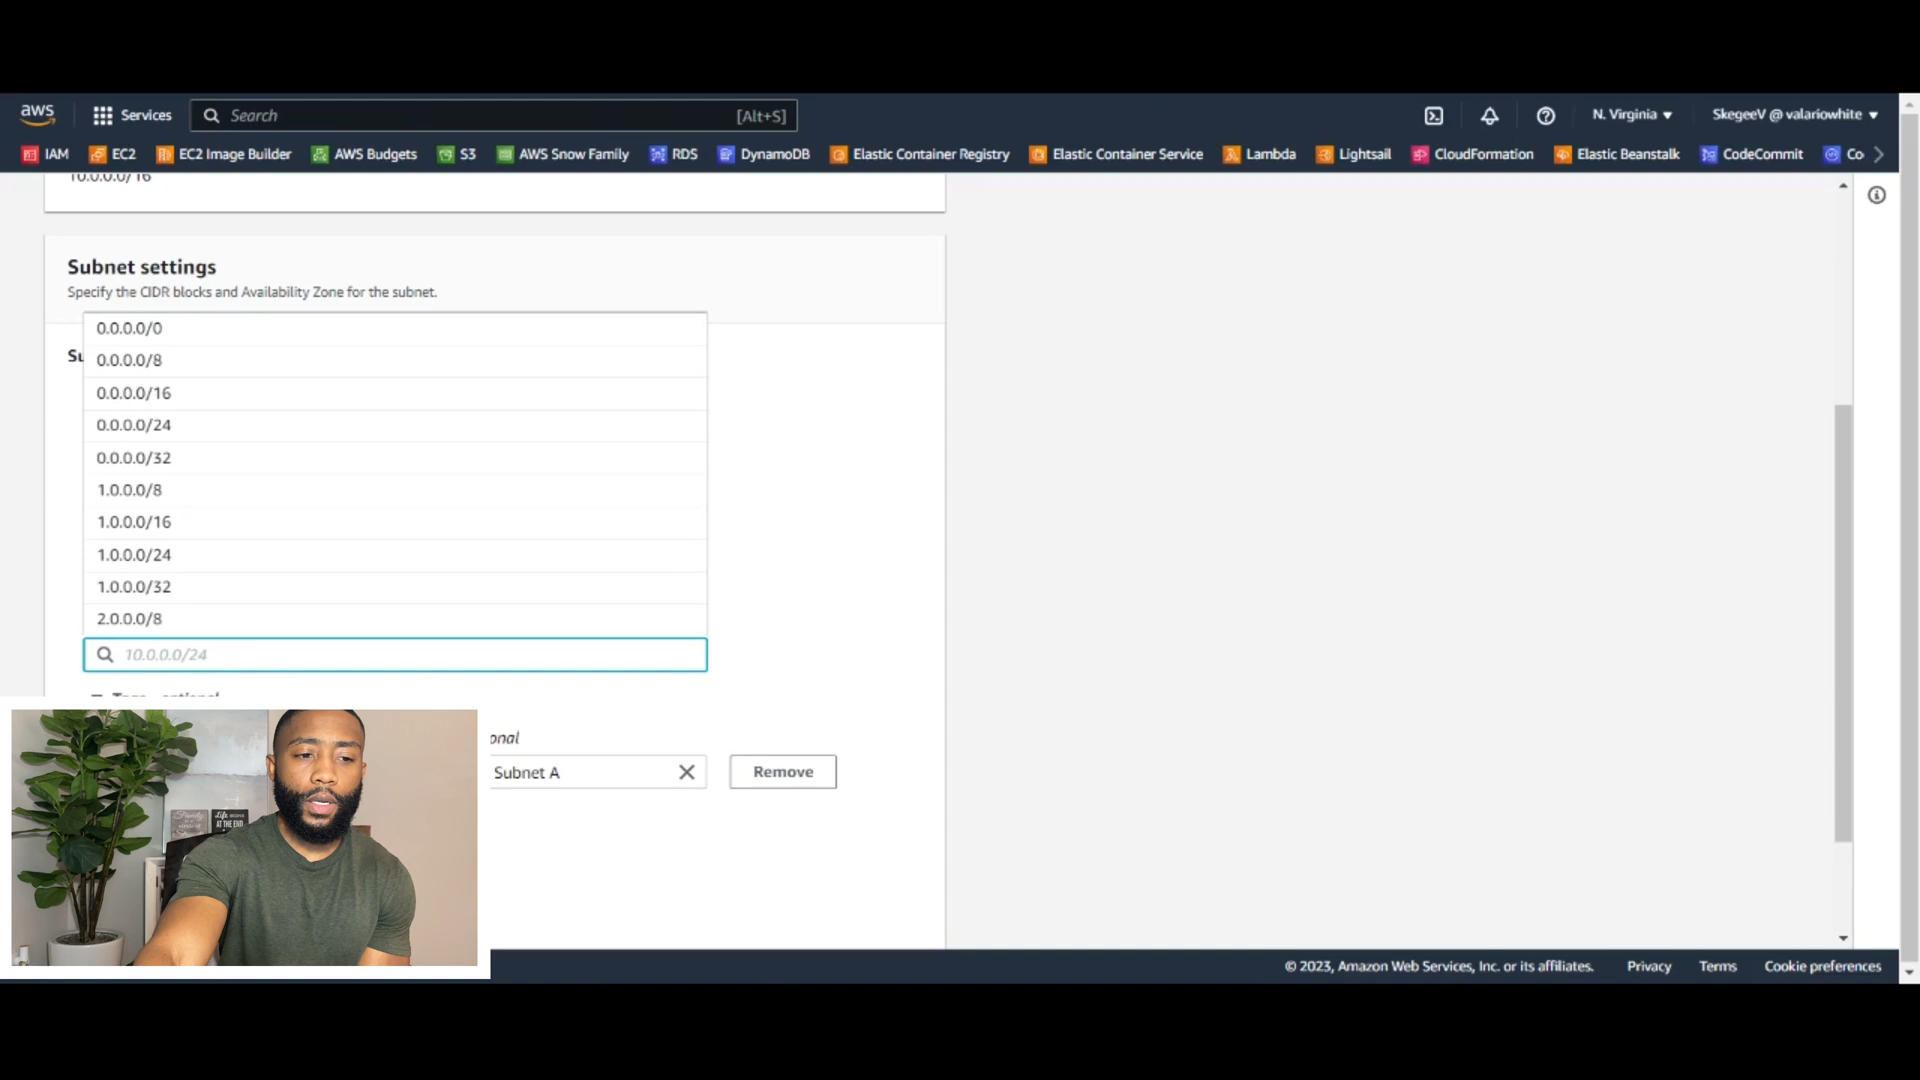 aws
Services
Search
[Alt+S]
N. Virginia
SkegeeV @ valariowhite
IAM
EC2
EC2 Image Builder
AWS Budgets
S3
AWS Snow Family
RDS
DynamoDB
Elastic Container Registry
Elastic Container Service
Lambda
Lightsail
CloudFormation
Elastic Beanstalk
CodeCommit
Co
10.0.0.0/16
Subnet settings
Specify the CIDR blocks and Availability Zone for the subnet.
0.0.0.0/0
Su
0.0.0.0/8
0.0.0.0/16
0.0.0.0/24
0.0.0.0/32
1.0.0.0/8
1.0.0.0/16
1.0.0.0/24
1.0.0.0/32
2.0.0.0/8
10.0.0.0/24
Tags - optional
onal
Subnet A
Remove
AT THE END
© 2023, Amazon Web Services, Inc. or its affiliates.
Privacy
Terms
Cookie preferences